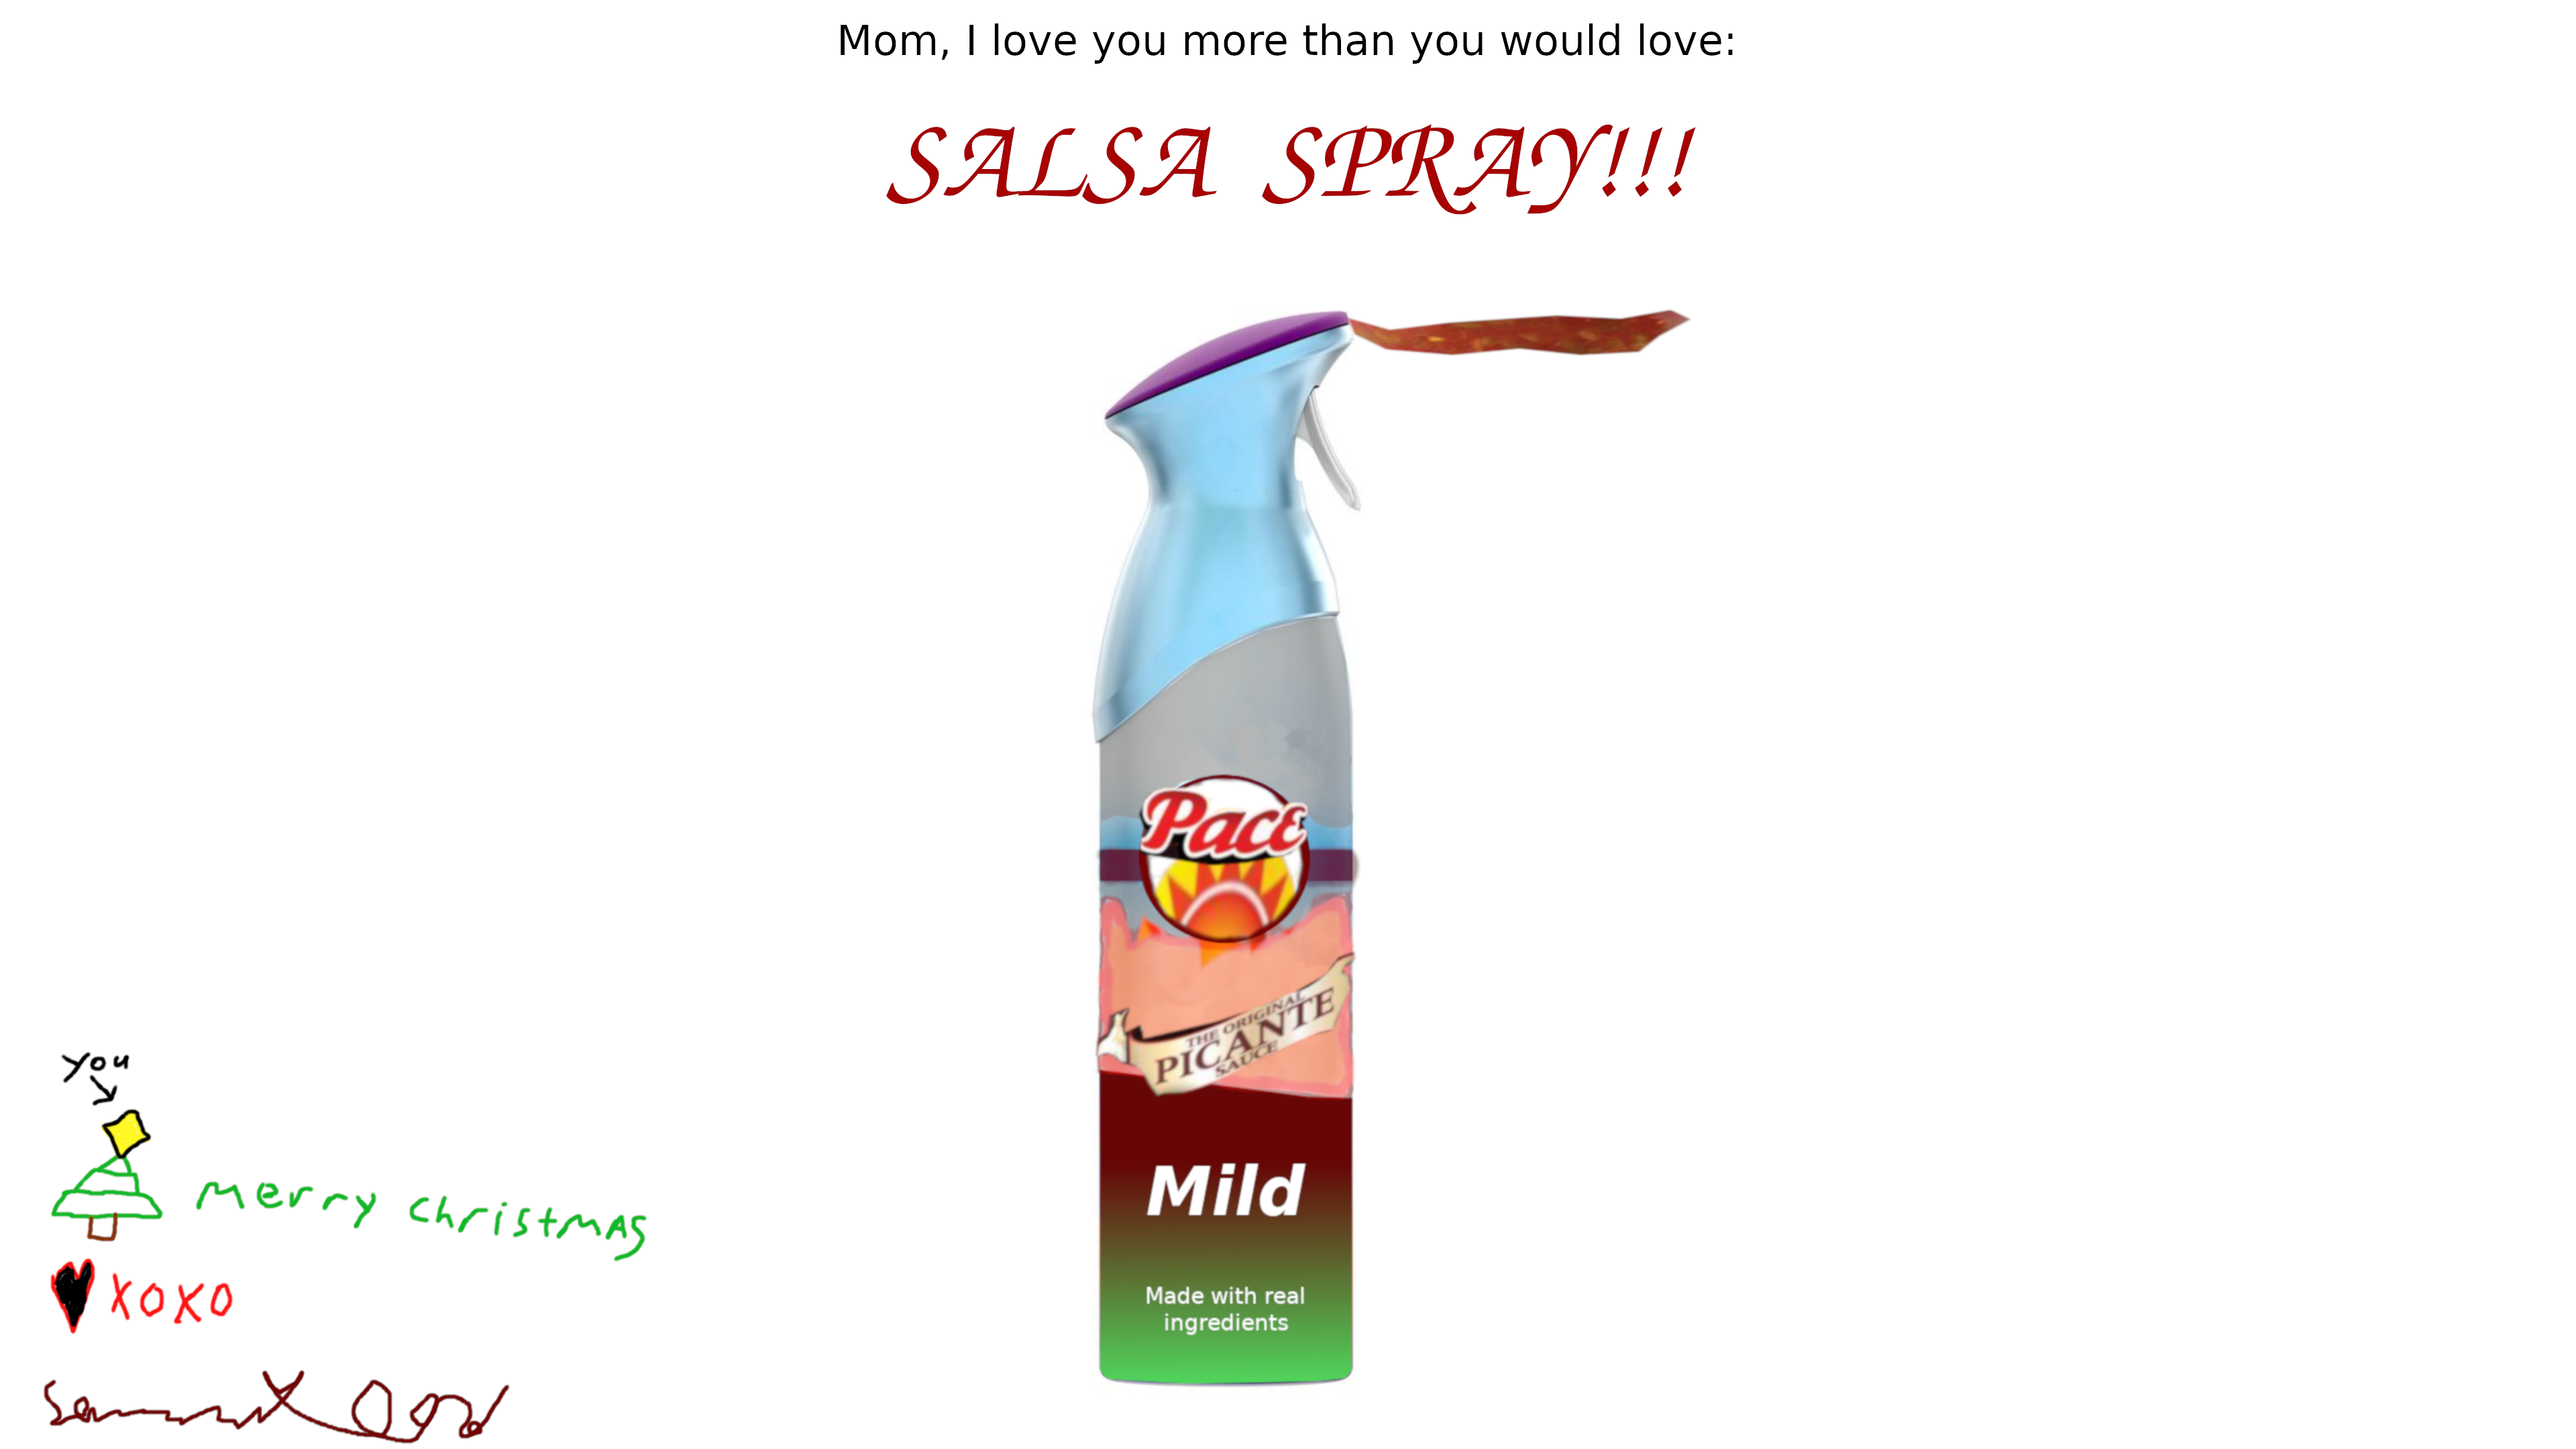 Mom, I love you more than you would love:
SALSA SPRAY!!!
Pace
THE ORIGINAL
PICANTE
SAUCE
Mild
Made with real
ingredients
you
merry christmas
xoxo